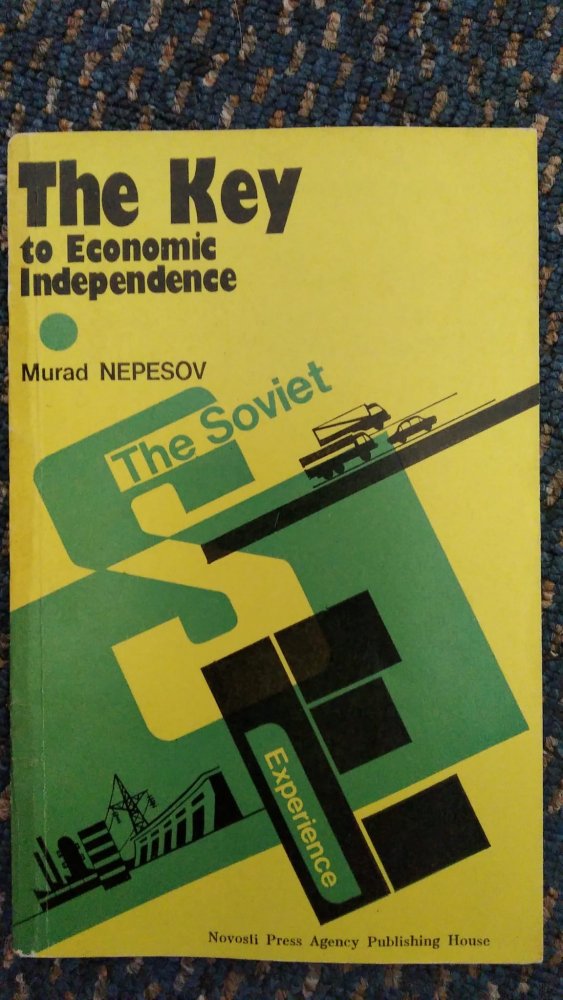 The Key
to Economic
Independence
Murad NEPESOV
The Soviet
Experience
Novosti Press Agency Publishing House